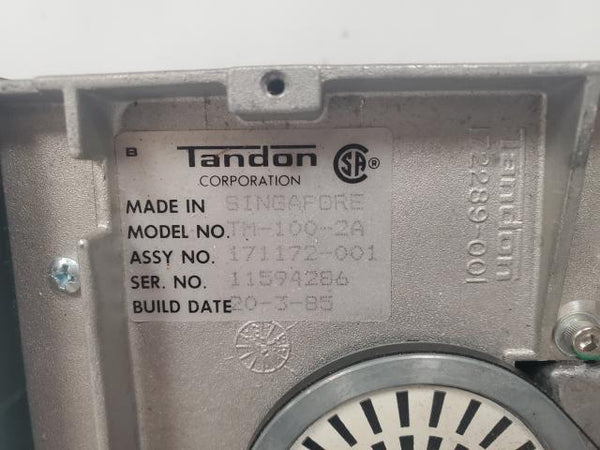 B Tandon CSA ®
CORPORATION
MADE IN SINGAPORE
MODEL NO. TM-100-2A
ASSY NO. 171172-001
SER. NO. 11594286
BUILD DATE 20-3-85
Tandon
172289-001